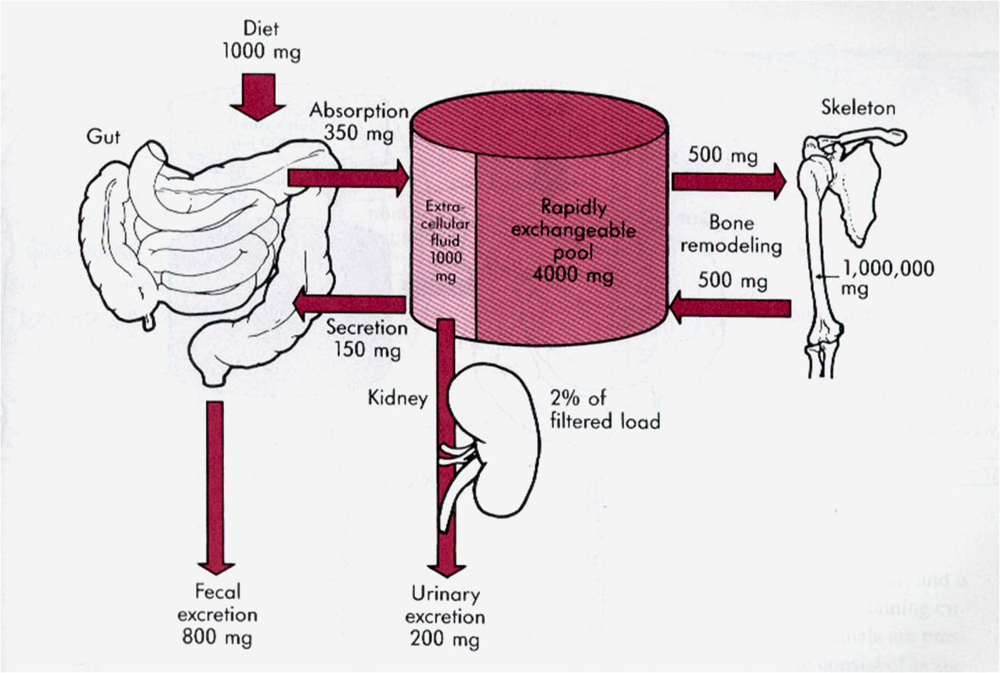 Diet
1000 mg
Gut
Absorption
350 mg
Skeleton
500 mg
Extra-
cellular
fluid
1000
mg
Rapidly
exchangeable
pool
4000 mg
Bone
remodeling
500 mg
1,000,000
mg
Secretion
150 mg
Kidney
2% of
filtered load
Fecal
excretion
800 mg
Urinary
excretion
200 mg